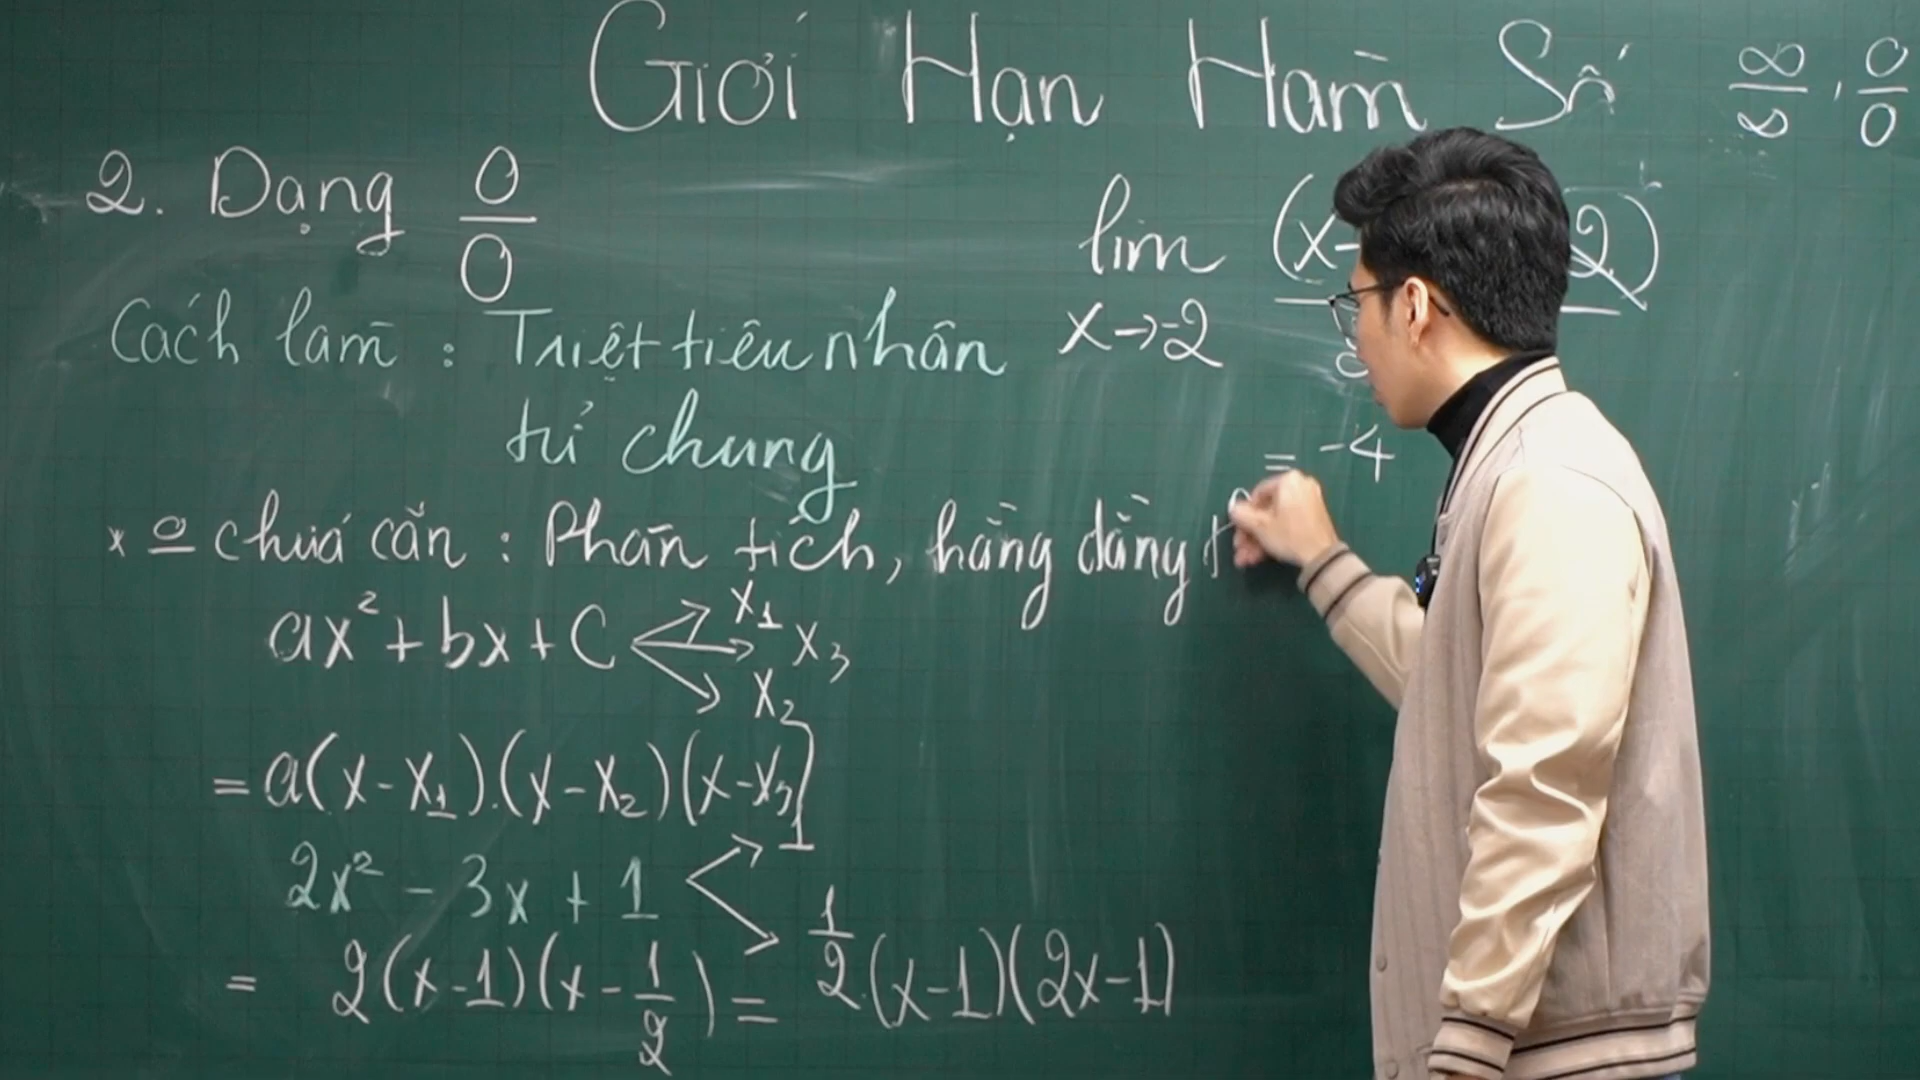 Giới Hạn Hàm Số ∞/∞ , 0/0
2. Dạng 0/0
lim (x- 2)
x→-2
Cách làm : Triệt tiêu nhân
tử chung
= -4
* 0 chứa căn : Phân tích, hằng đẳng
ax² + bx + C < x₁ x₃ x₂
= a(x-x₁).(x-x₂)(x-x₃)
2x² - 3x + 1 < 1
1/2
= 2(x-1)(x-1/2) = (x-1)(2x-1)